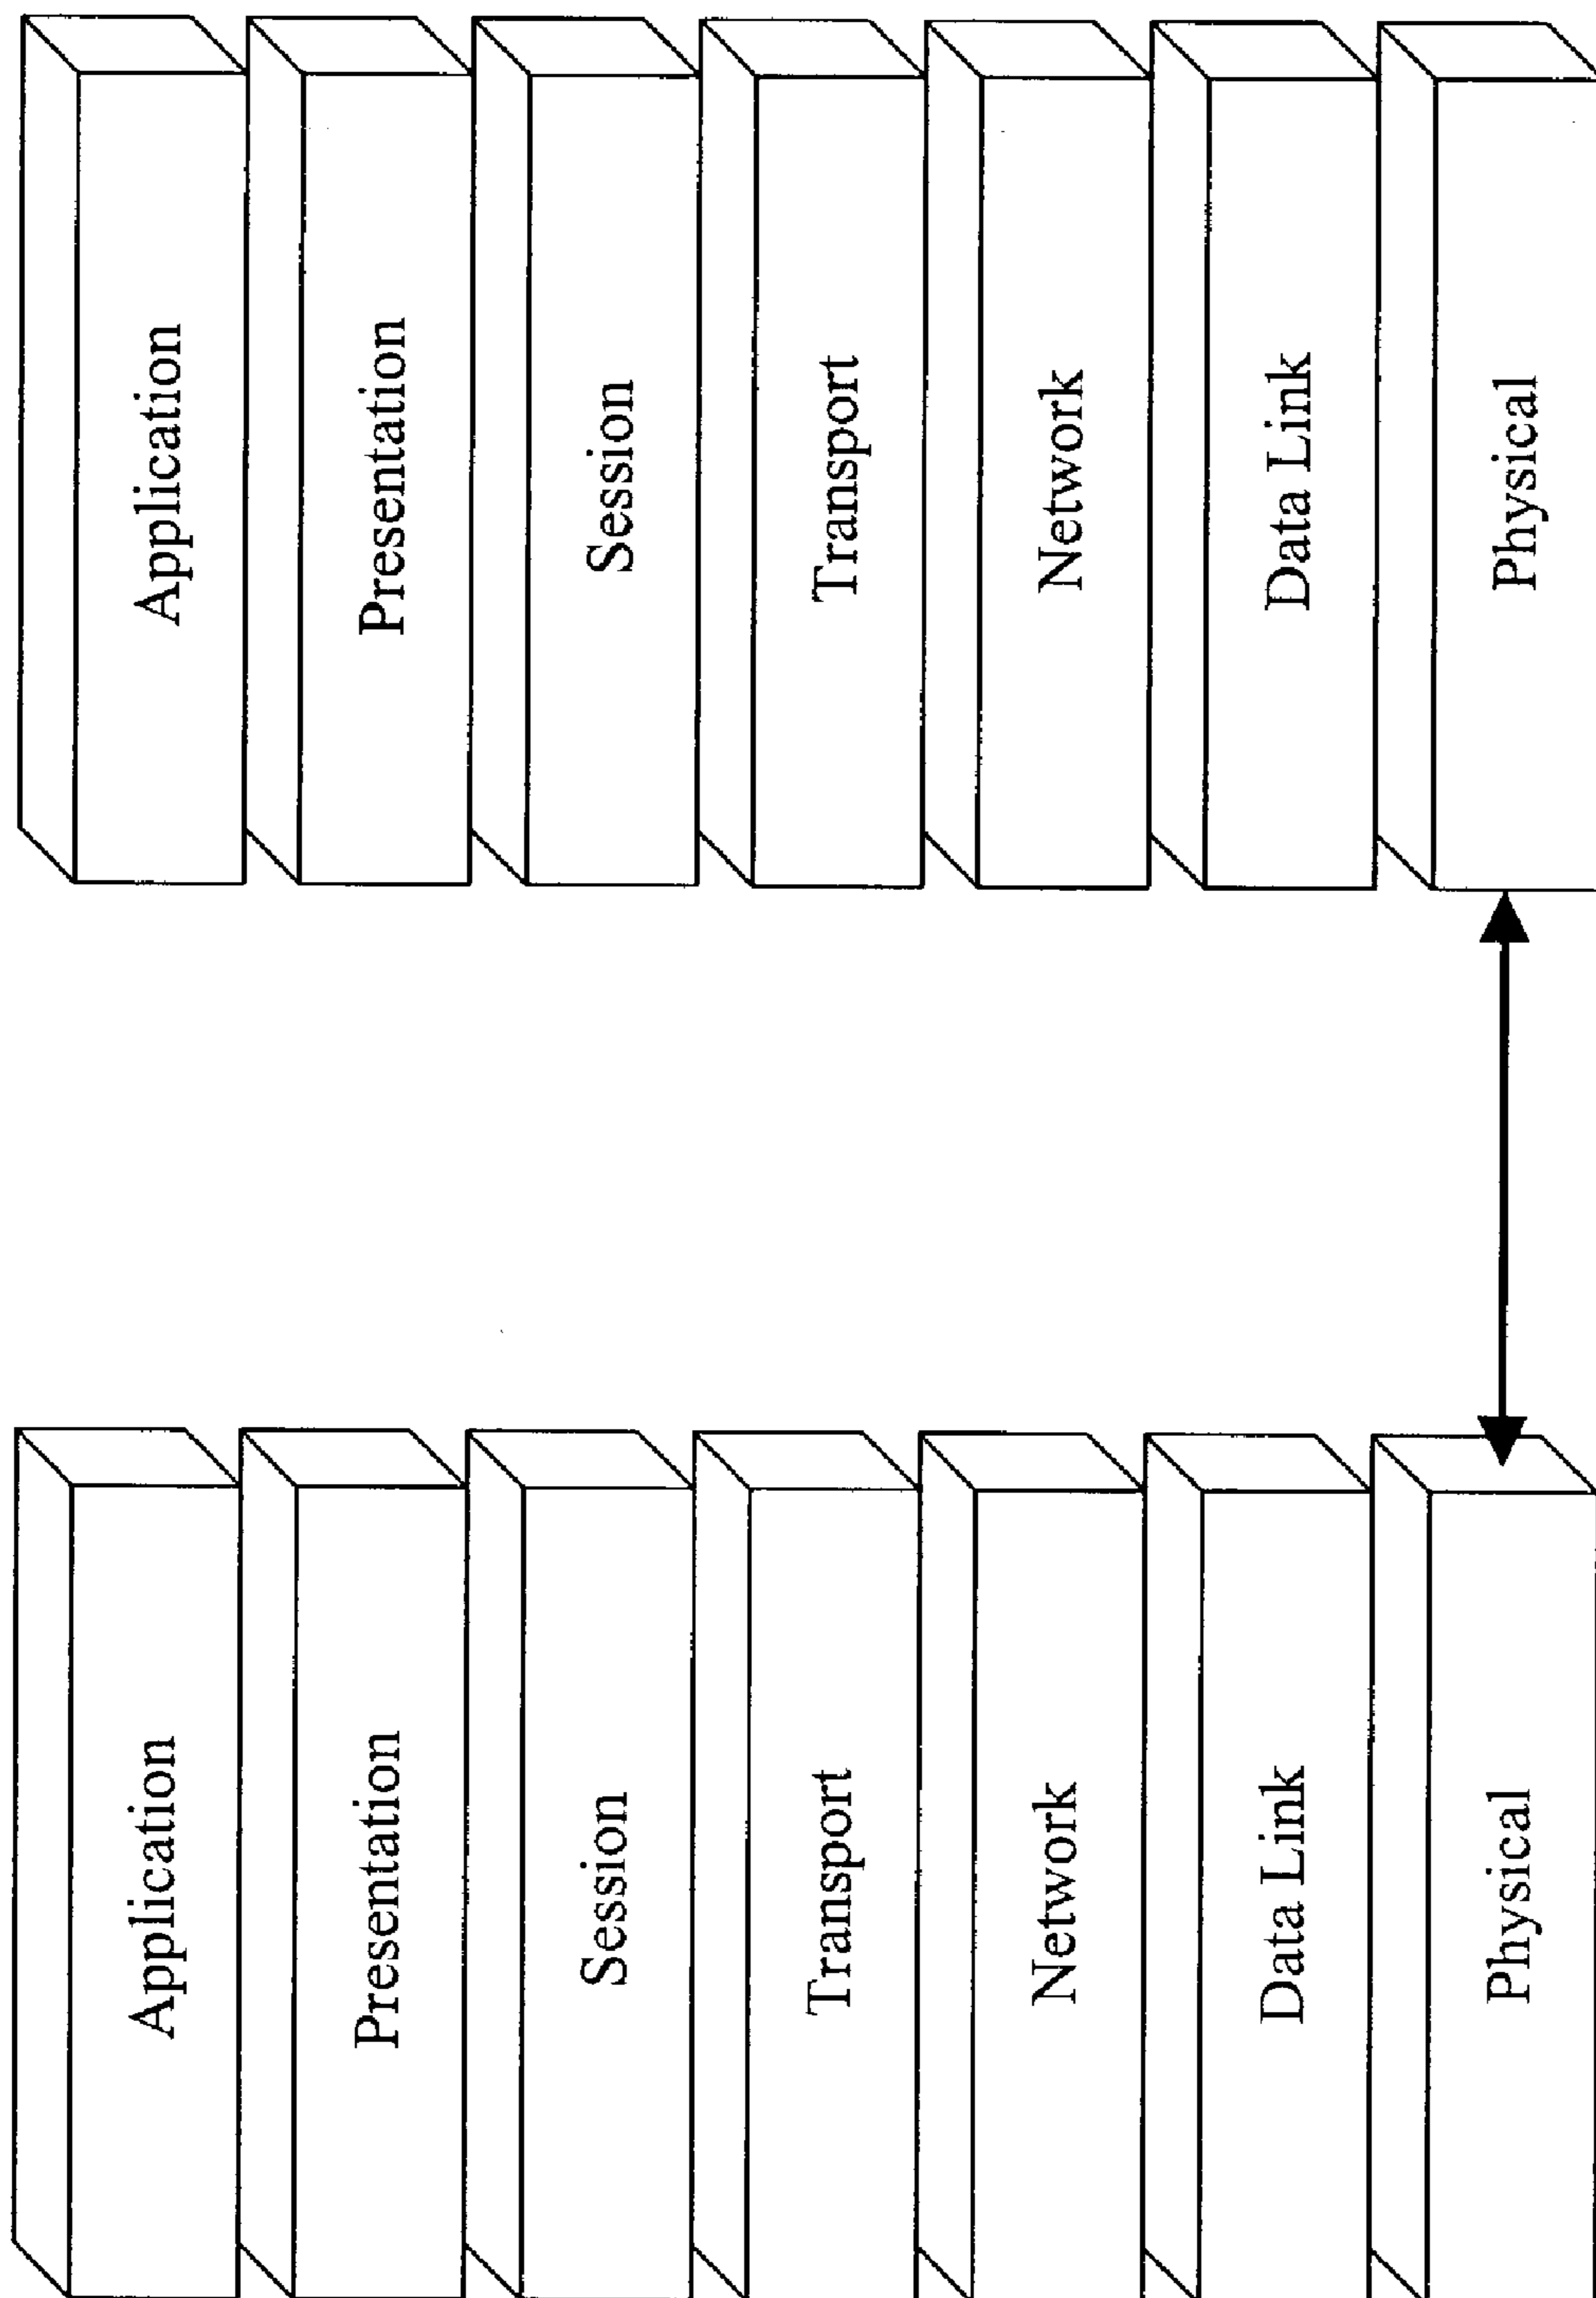 Application
Presentation
Session
Transport
Network
Data Link
Physical
Application
Presentation
Session
Transport
Network
Data Link
Physical